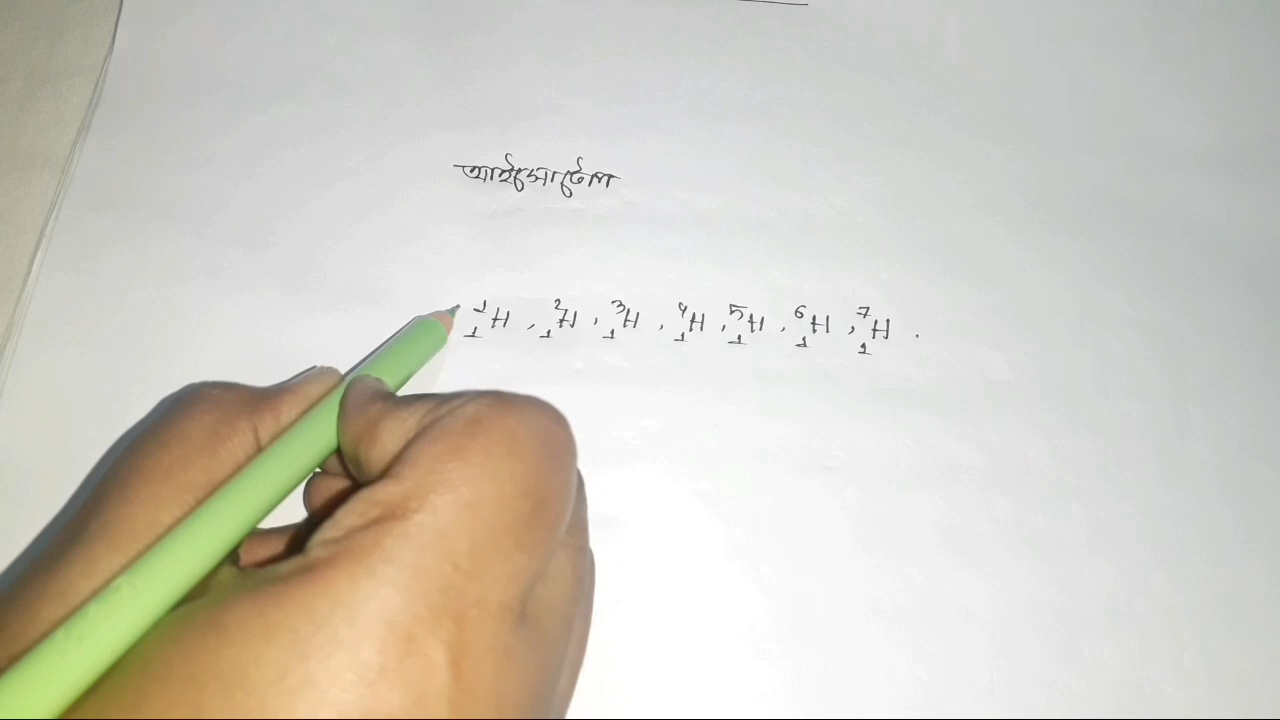 আইসোটোপ
¹₁H , ²₁H , ³₁H , ⁴₁H , ⁵₁H , ⁶₁H , ⁷₁H .